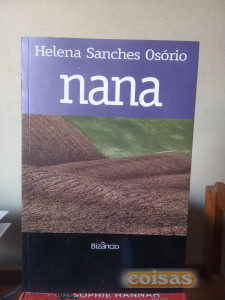 Helena Sanches Osório
nana
Bizâncio
coisas
SOPHIE HANNAH